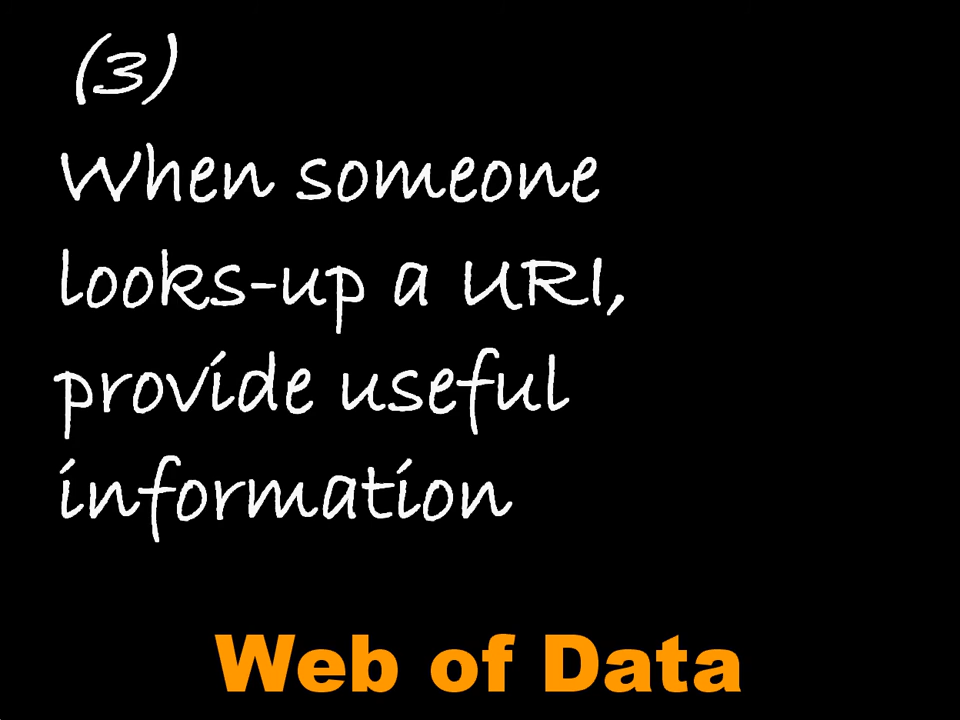 (3)
When someone
looks-up a URI,
provide useful
information
Web of Data